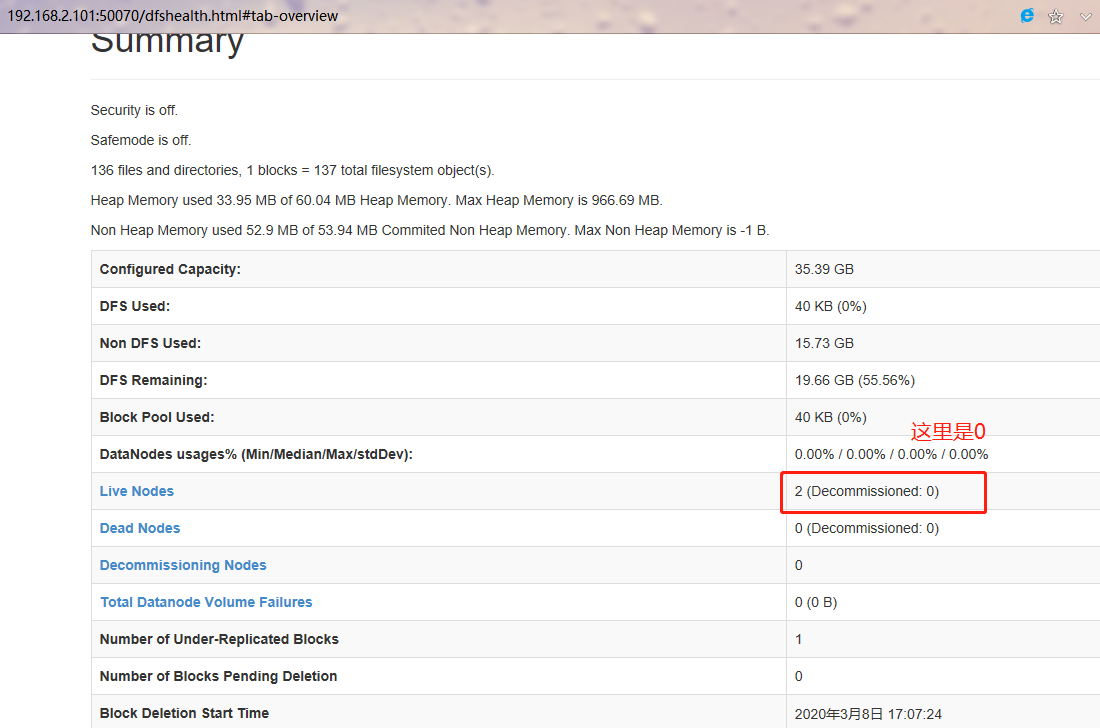 192.168.2.101:50070/dfshealth.html#tab-overview
Summary
Security is off.
Safemode is off.
136 files and directories, 1 blocks = 137 total filesystem object(s).
Heap Memory used 33.95 MB of 60.04 MB Heap Memory. Max Heap Memory is 966.69 MB.
Non Heap Memory used 52.9 MB of 53.94 MB Commited Non Heap Memory. Max Non Heap Memory is -1 B.
Configured Capacity: 35.39 GB
DFS Used: 40 KB (0%)
Non DFS Used: 15.73 GB
DFS Remaining: 19.66 GB (55.56%)
Block Pool Used: 40 KB (0%)
这里是0
DataNodes usages% (Min/Median/Max/stdDev): 0.00% / 0.00% / 0.00% / 0.00%
Live Nodes 2 (Decommissioned: 0)
Dead Nodes 0 (Decommissioned: 0)
Decommissioning Nodes 0
Total Datanode Volume Failures 0 (0 B)
Number of Under-Replicated Blocks 1
Number of Blocks Pending Deletion 0
Block Deletion Start Time 2020年3月8日 17:07:24